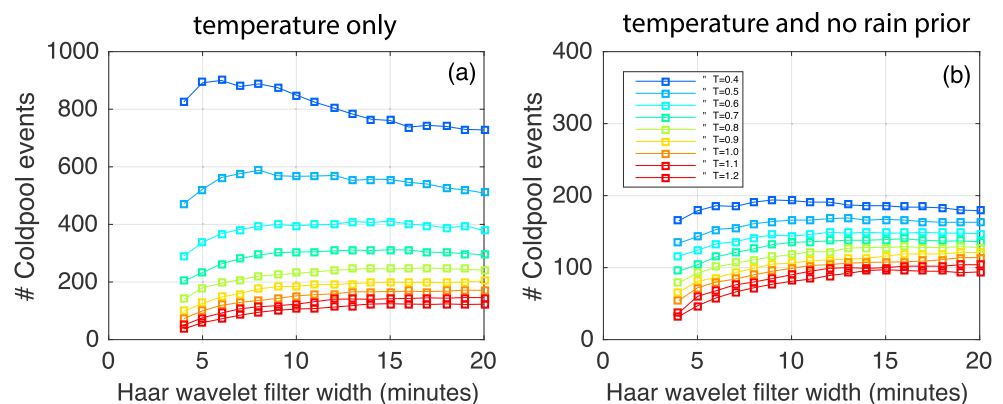 temperature only
temperature and no rain prior
(a)
1000
800
600
400
200
0
# Coldpool events
0 5 10 15 20
Haar wavelet filter width (minutes)
(b)
" T=0.4
" T=0.5
" T=0.6
" T=0.7
" T=0.8
" T=0.9
" T=1.0
" T=1.1
" T=1.2
400
300
200
100
0
# Coldpool events
0 5 10 15 20
Haar wavelet filter width (minutes)